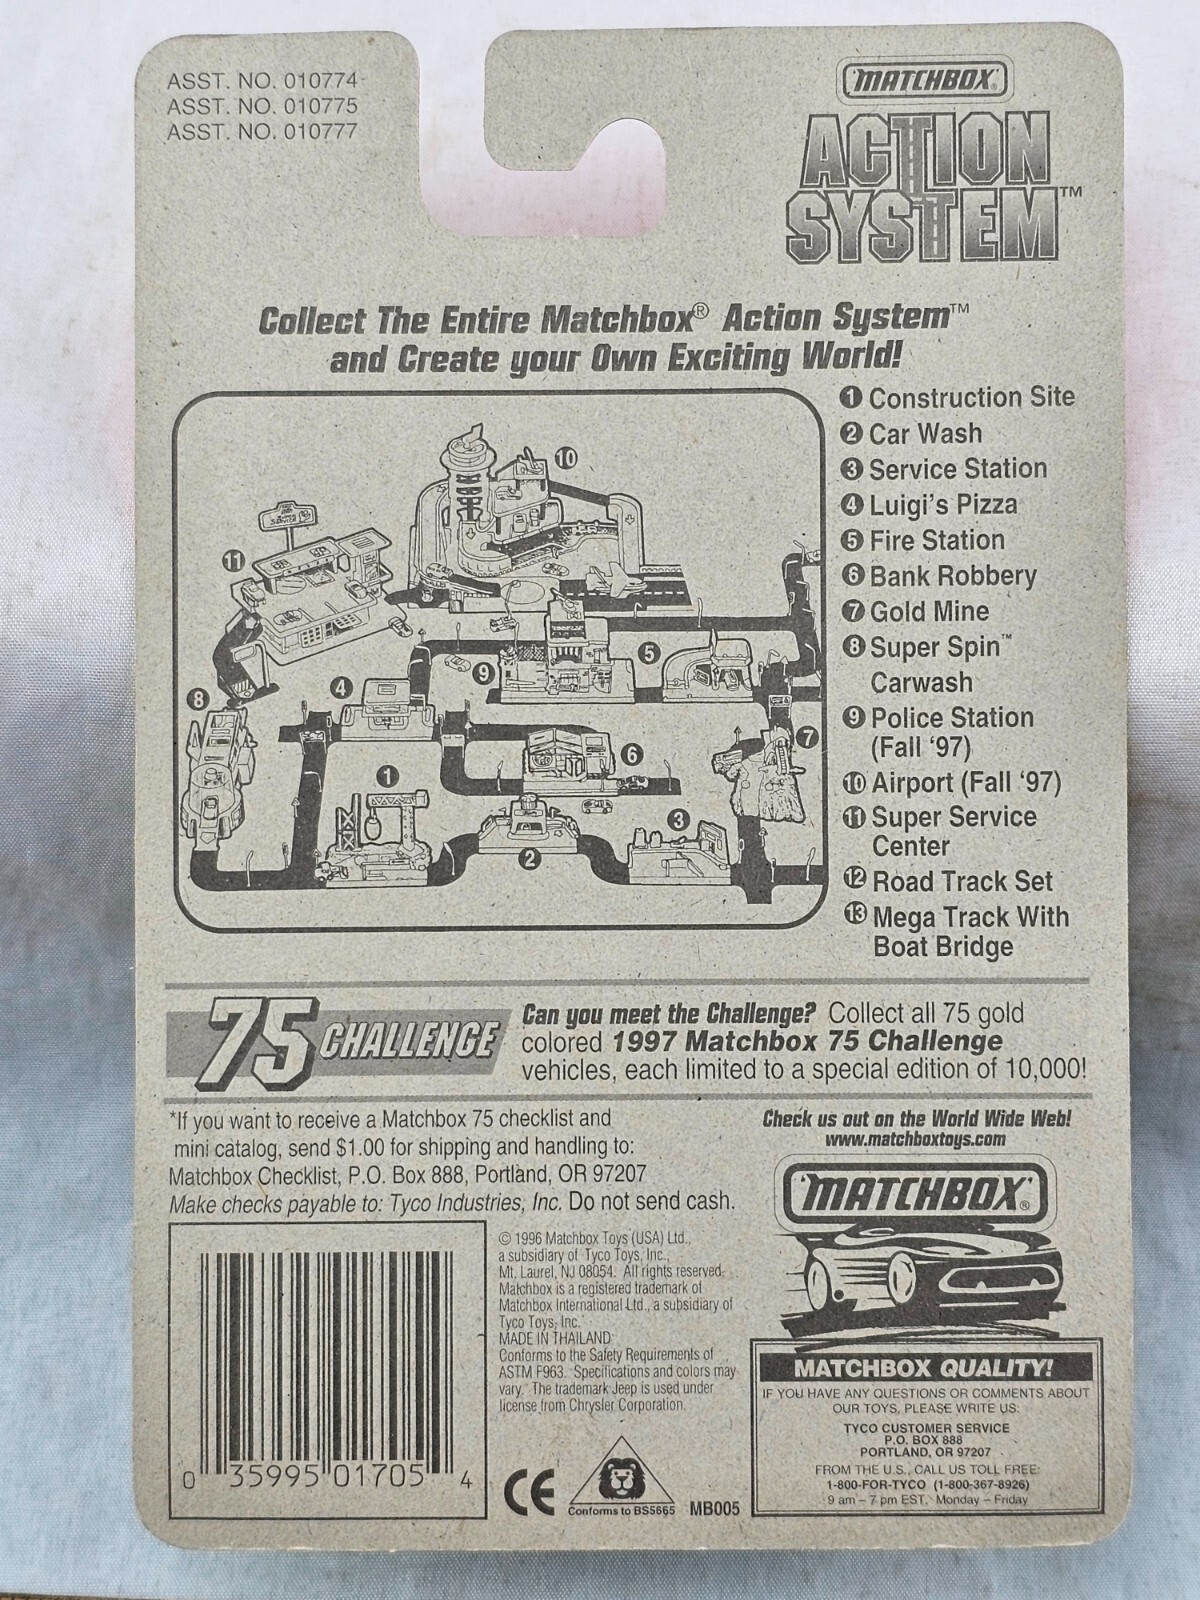 ASST. NO. 010774
ASST. NO. 010775
ASST. NO. 010777
MATCHBOX®
ACTION
SYSTEM™
Collect The Entire Matchbox® Action System™
and Create your Own Exciting World!
10
11
9
5
4
8
6
7
1
2
3
1 Construction Site
2 Car Wash
3 Service Station
4 Luigi's Pizza
5 Fire Station
6 Bank Robbery
7 Gold Mine
8 Super Spin™
Carwash
9 Police Station
(Fall '97)
10 Airport (Fall '97)
11 Super Service
Center
12 Road Track Set
13 Mega Track With
Boat Bridge
75 CHALLENGE
Can you meet the Challenge? Collect all 75 gold
colored 1997 Matchbox 75 Challenge
vehicles, each limited to a special edition of 10,000!
*If you want to receive a Matchbox 75 checklist and
mini catalog, send $1.00 for shipping and handling to:
Matchbox Checklist, P.O. Box 888, Portland, OR 97207
Make checks payable to: Tyco Industries, Inc. Do not send cash.
Check us out on the World Wide Web!
www.matchboxtoys.com
MATCHBOX®
0 35995 01705 4
© 1996 Matchbox Toys (USA) Ltd.,
a subsidiary of Tyco Toys, Inc.,
Mt. Laurel, NJ 08054. All rights reserved.
Matchbox is a registered trademark of
Matchbox International Ltd., a subsidiary of
Tyco Toys, Inc.
MADE IN THAILAND
Conforms to the Safety Requirements of
ASTM F963. Specifications and colors may
vary. The trademark Jeep is used under
license from Chrysler Corporation.
CE
Conforms to BS5665
MB005
MATCHBOX QUALITY!
IF YOU HAVE ANY QUESTIONS OR COMMENTS ABOUT
OUR TOYS, PLEASE WRITE US:
TYCO CUSTOMER SERVICE
P.O. BOX 888
PORTLAND, OR 97207
FROM THE U.S., CALL US TOLL FREE:
1-800-FOR-TYCO (1-800-367-8926)
9 am – 7 pm EST. Monday – Friday